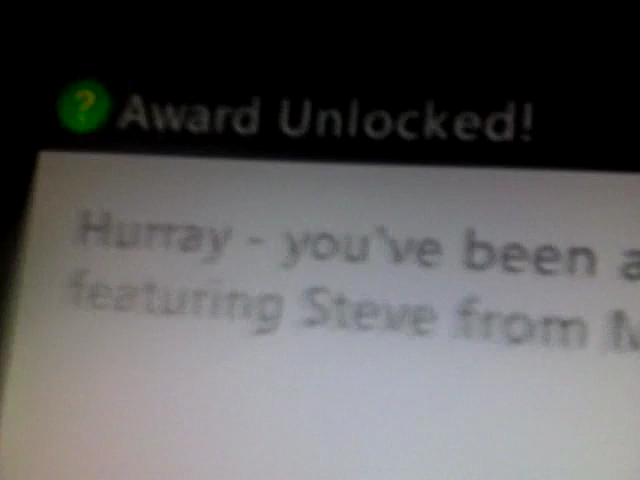 ? Award Unlocked!
Hurray - you've been a
featuring Steve from